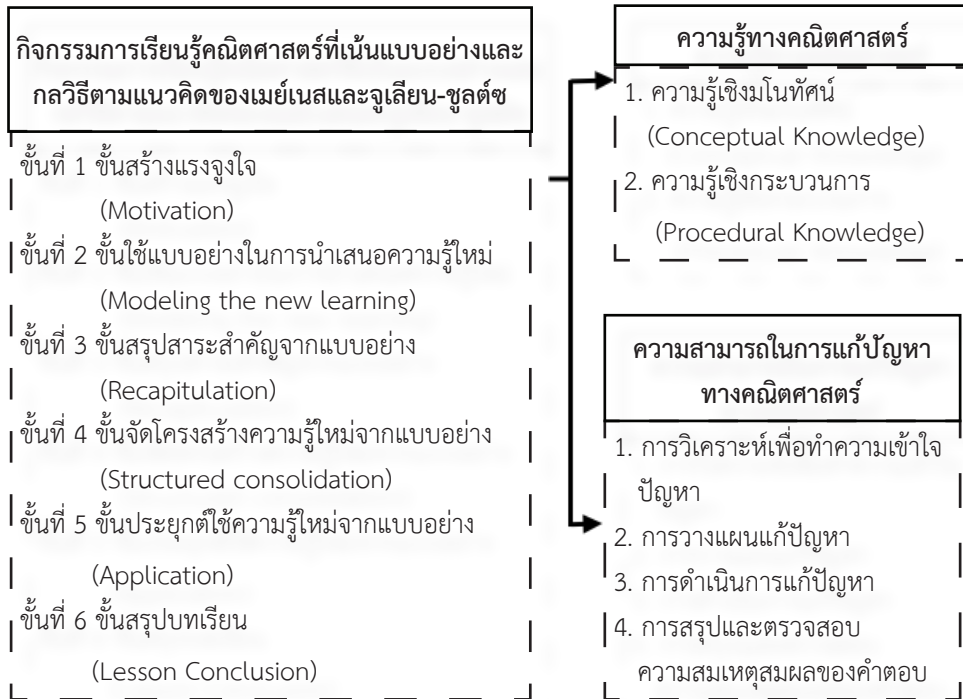 กิจกรรมการเรียนรู้คณิตศาสตร์ที่เน้นแบบอย่างและ
กลวิธีตามแนวคิดของเมย์เนสและจูเลียน-ชูลต์ซ
ขั้นที่ 1 ขั้นสร้างแรงจูงใจ
(Motivation)
ขั้นที่ 2 ขั้นใช้แบบอย่างในการนำเสนอความรู้ใหม่
(Modeling the new learning)
ขั้นที่ 3 ขั้นสรุปสาระสำคัญจากแบบอย่าง
(Recapitulation)
ขั้นที่ 4 ขั้นจัดโครงสร้างความรู้ใหม่จากแบบอย่าง
(Structured consolidation)
ขั้นที่ 5 ขั้นประยุกต์ใช้ความรู้ใหม่จากแบบอย่าง
(Application)
ขั้นที่ 6 ขั้นสรุปบทเรียน
(Lesson Conclusion)
ความรู้ทางคณิตศาสตร์
1. ความรู้เชิงมโนทัศน์
(Conceptual Knowledge)
2. ความรู้เชิงกระบวนการ
(Procedural Knowledge)
ความสามารถในการแก้ปัญหา
ทางคณิตศาสตร์
1. การวิเคราะห์เพื่อทำความเข้าใจ
ปัญหา
2. การวางแผนแก้ปัญหา
3. การดำเนินการแก้ปัญหา
4. การสรุปและตรวจสอบ
ความสมเหตุสมผลของคำตอบ